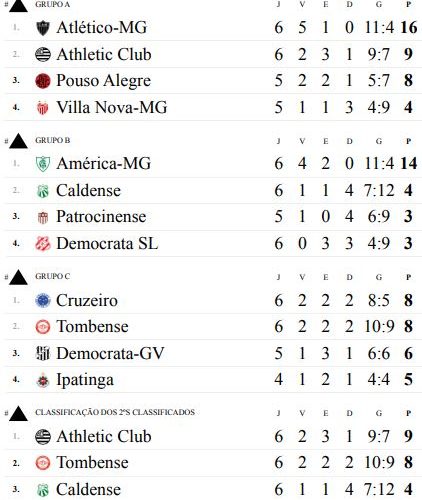 # GRUPO A J V E D G P
1. Atlético-MG 6 5 1 0 11:4 16
2. Athletic Club 6 2 3 1 9:7 9
3. Pouso Alegre 5 2 2 1 5:7 8
4. Villa Nova-MG 5 1 1 3 4:9 4
# GRUPO B J V E D G P
1. América-MG 6 4 2 0 11:4 14
2. Caldense 6 1 1 4 7:12 4
3. Patrocinense 5 1 0 4 6:9 3
4. Democrata SL 6 0 3 3 4:9 3
# GRUPO C J V E D G P
1. Cruzeiro 6 2 2 2 8:5 8
2. Tombense 6 2 2 2 10:9 8
3. Democrata-GV 5 1 3 1 6:6 6
4. Ipatinga 4 1 2 1 4:4 5
# CLASSIFICAÇÃO DOS 2ºS CLASSIFICADOS J V E D G P
1. Athletic Club 6 2 3 1 9:7 9
2. Tombense 6 2 2 2 10:9 8
3. Caldense 6 1 1 4 7:12 4